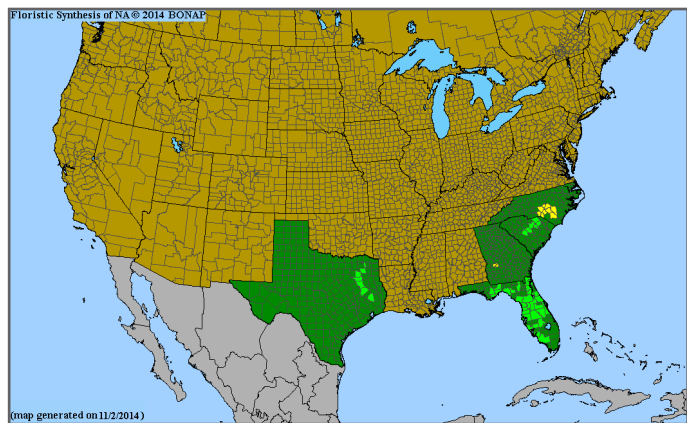 Floristic Synthesis of NA © 2014 BONAP
(map generated on 11/2/2014)